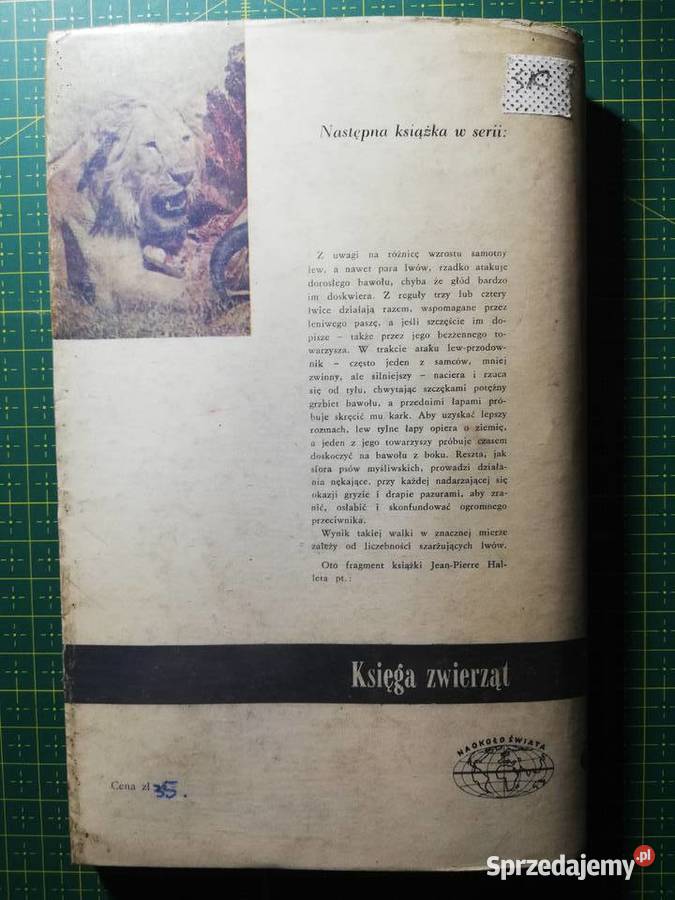 Następna książka w serii:
Z uwagi na różnicę wzrostu samotny
lew, a nawet para lwów, rzadko atakuje
dorosłego bawołu, chyba że głód bardzo
im doskwiera. Z reguły trzy lub cztery
lwice działają razem, wspomagane przez
leniwego paszę, a jeśli szczęście im do-
pisze – także przez jego bezżennego to-
warzysza. W trakcie ataku lew-przodow-
nik – często jeden z samców, mniej
zwinny, ale silniejszy – naciera i rzuca
się od tyłu, chwytając szczękami potężny
grzbiet bawołu, a przednimi łapami pró-
buje skręcić mu kark. Aby uzyskać lepszy
rozmach, lew tylne łapy opiera o ziemię,
a jeden z jego towarzyszy próbuje czasem
doskoczyć na bawołu z boku. Reszta, jak
sfora psów myśliwskich, prowadzi działa-
nia nękające, przy każdej nadarzającej się
okazji gryzie i drapie pazurami, aby zra-
nić, osłabić i skonfundować ogromnego
przeciwnika.
Wynik takiej walki w znacznej mierze
zależy od liczebności szarżujących lwów.
Oto fragment książki Jean-Pierre Hal-
leta pt.:
Księga zwierząt
NAOKOŁO ŚWIATA
Cena zł 35.
Sprzedajemy.pl